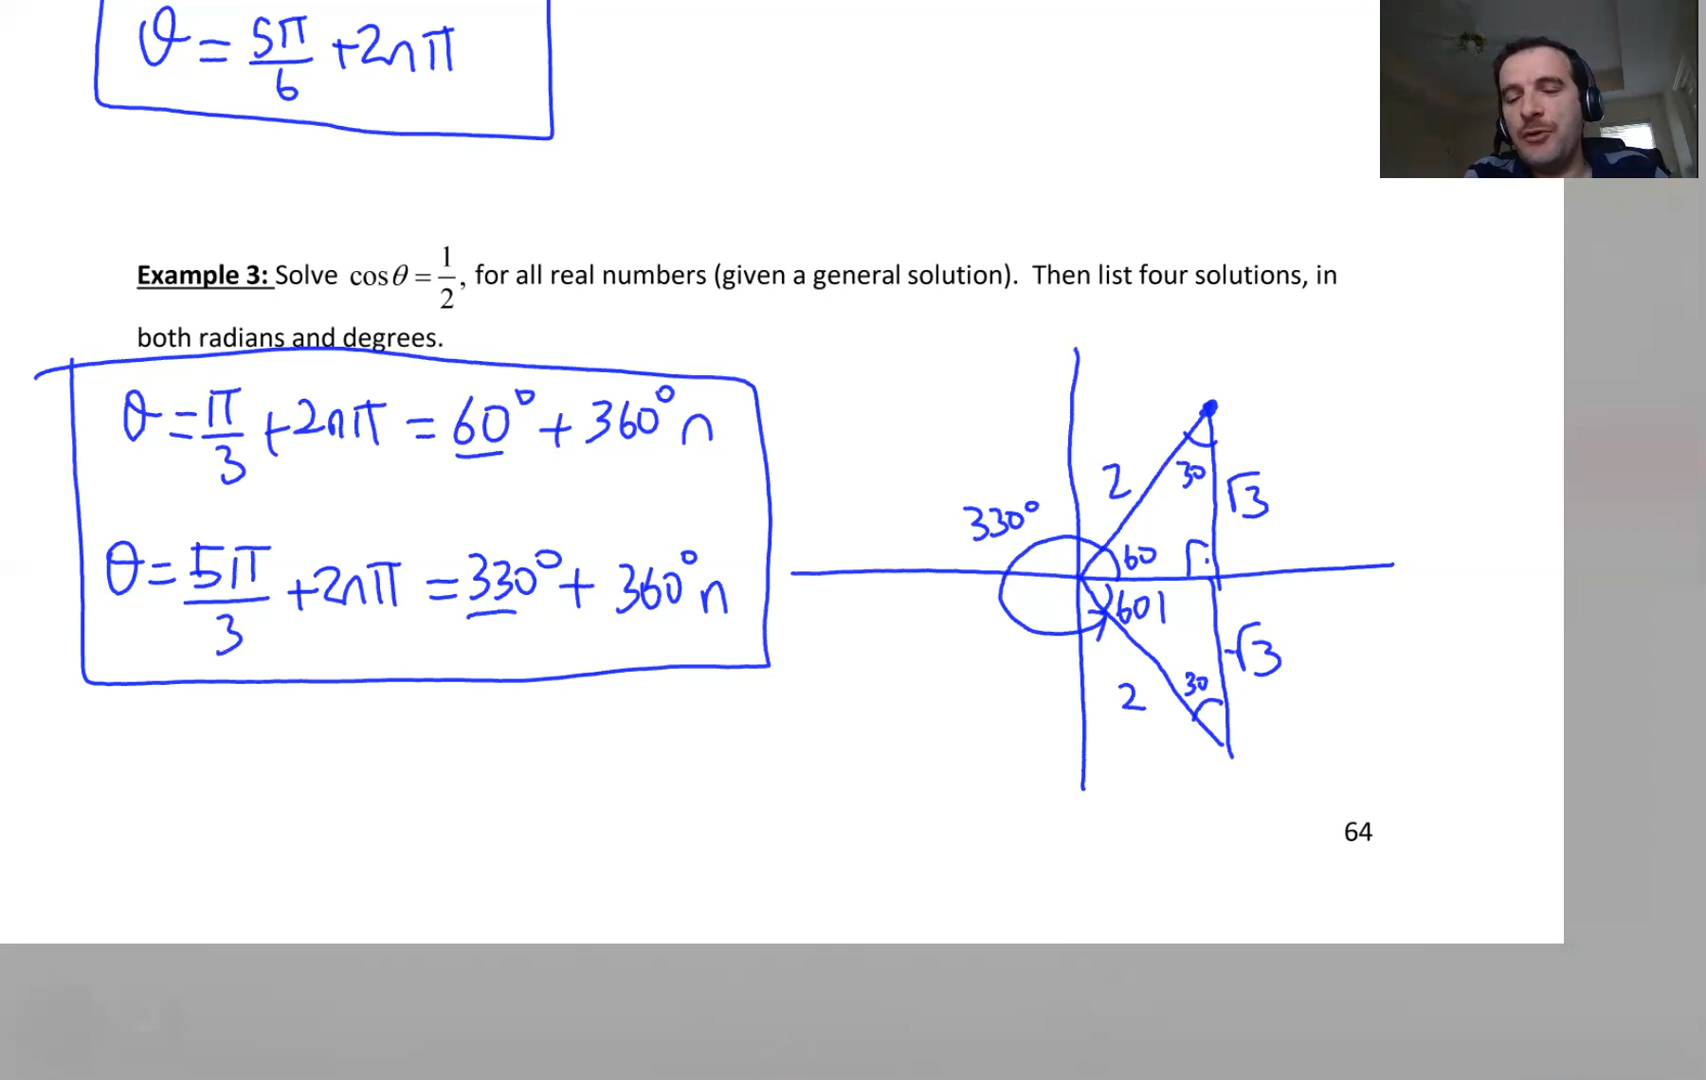 θ = 5π/6 + 2nπ
Example 3: Solve cos θ = 1/2, for all real numbers (given a general solution). Then list four solutions, in
both radians and degrees.
θ = π/3 + 2nπ = 60° + 360°n
θ = 5π/3 + 2nπ = 330° + 360°n
330°
2
30
√3
60
60
1
-√3
2
30
64